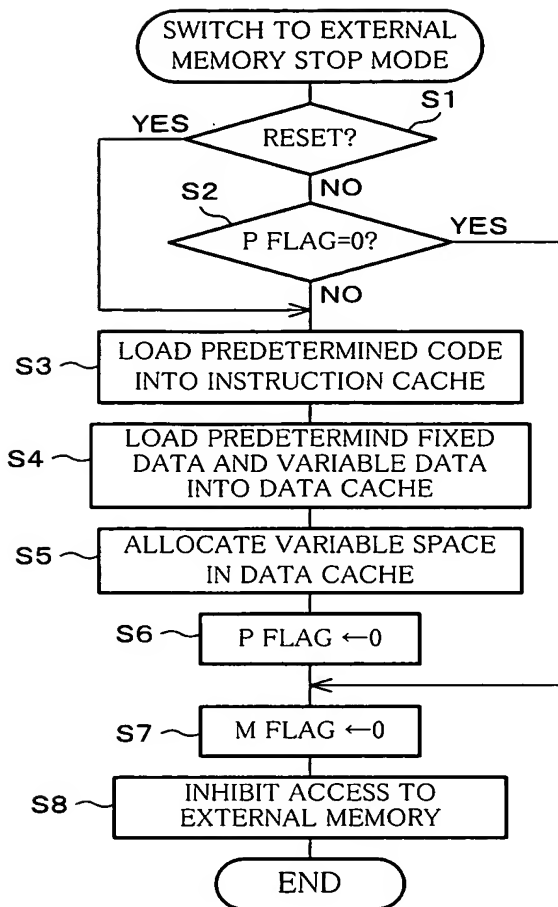 SWITCH TO EXTERNAL
MEMORY STOP MODE
S1
YES
RESET?
NO
S2
YES
P FLAG=0?
NO
S3
LOAD PREDETERMINED CODE
INTO INSTRUCTION CACHE
S4
LOAD PREDETERMIND FIXED
DATA AND VARIABLE DATA
INTO DATA CACHE
S5
ALLOCATE VARIABLE SPACE
IN DATA CACHE
S6
P FLAG ←0
S7
M FLAG ←0
S8
INHIBIT ACCESS TO
EXTERNAL MEMORY
END